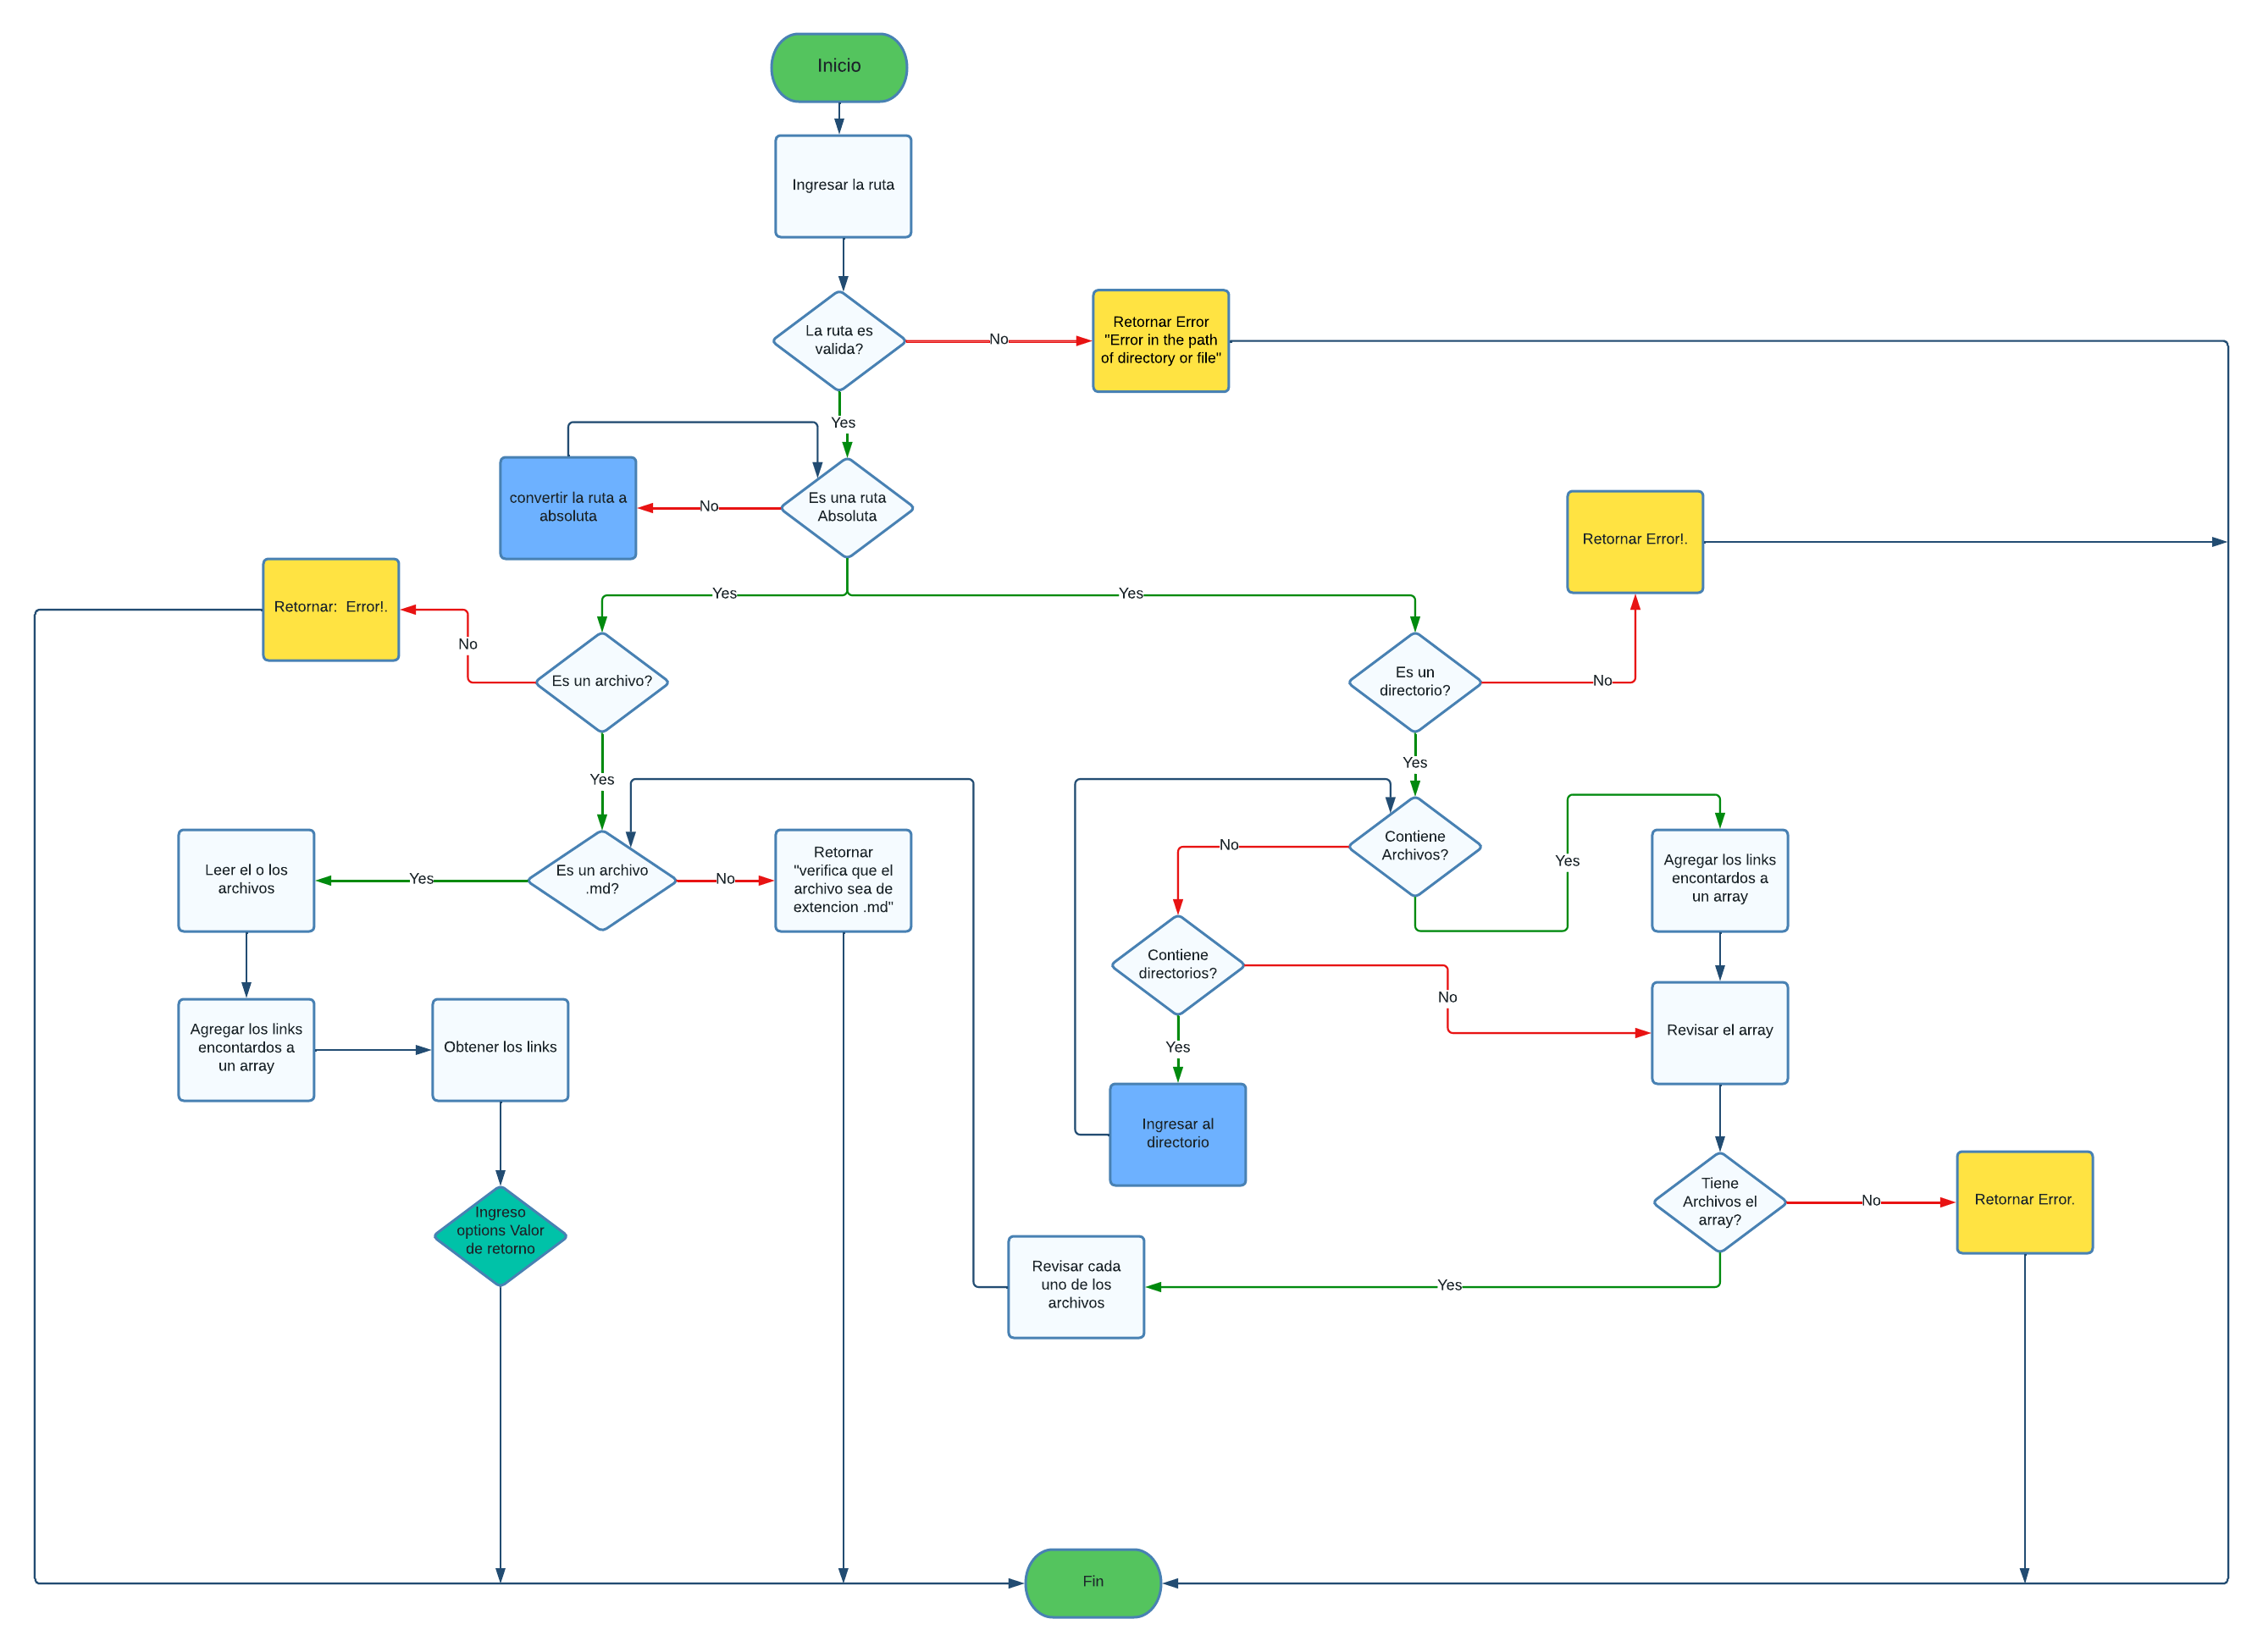 Inicio
Ingresar la ruta
La ruta es
valida?
No
Retornar Error
"Error in the path
of directory or file"
Yes
convertir la ruta a
absoluta
No
Es una ruta
Absoluta
Retornar Error!.
Retornar:  Error!.
Yes
Yes
No
Es un archivo?
Es un
directorio?
No
Yes
Yes
Leer el o los
archivos
Yes
Es un archivo
.md?
No
Retornar
"verifica que el
archivo sea de
extencion .md"
No
Contiene
Archivos?
Yes
Agregar los links
encontardos a
un array
Contiene
directorios?
No
Agregar los links
encontardos a
un array
Obtener los links
Yes
Revisar el array
Ingresar al
directorio
Ingreso
options Valor
de retorno
Tiene
Archivos el
array?
No
Retornar Error.
Revisar cada
uno de los
archivos
Yes
Fin